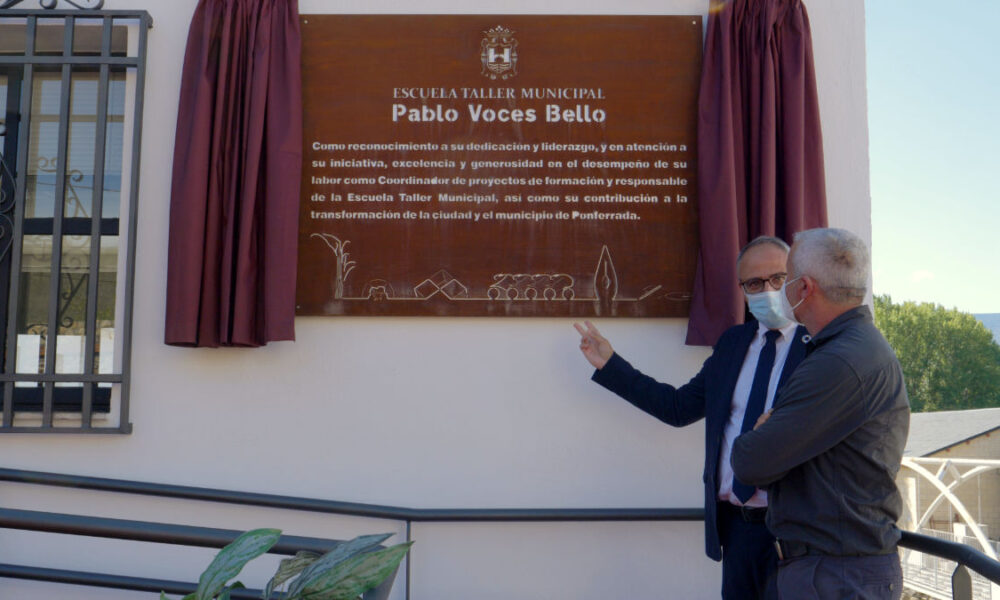 ESCUELA TALLER MUNICIPAL
Pablo Voces Bello
Como reconocimiento a su dedicación y liderazgo, y en atención a
su iniciativa, excelencia y generosidad en el desempeño de su
labor como Coordinador de proyectos de formación y responsable
de la Escuela Taller Municipal, así como su contribución a la
transformación de la ciudad y el municipio de Ponferrada.